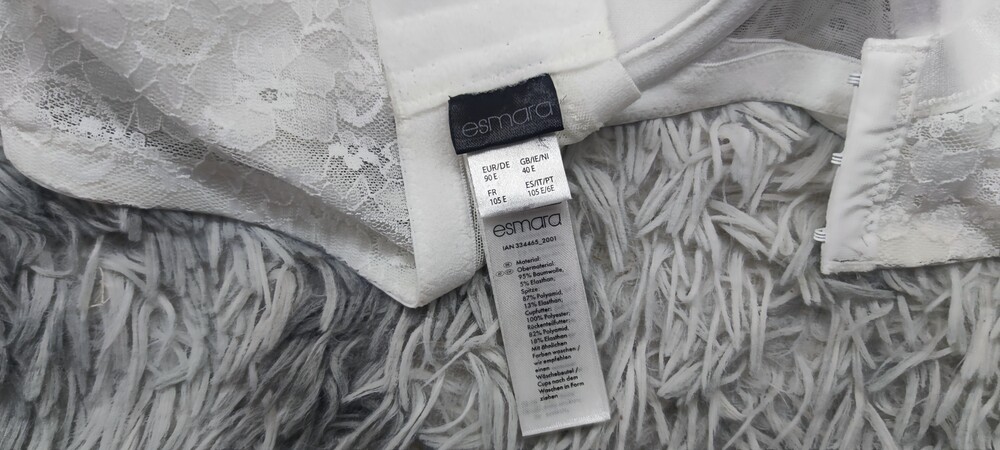 esmara
EUR/DE GB/IE/NI
90 E 40 E
FR ES/IT/PT
105 E 105 E/6E
esmara
IAN 334465_2001
Material:
Obermaterial:
95% Baumwolle,
5% Elasthan,
Spitze:
87% Polyamid,
13% Elasthan,
Cupfutter:
100% Polyester,
Rückenteilfutter:
82% Polyamid,
18% Elasthan
Mit ähnlichen
Farben waschen /
wir empfehlen
einen
Wäschebeutel /
Cups nach dem
Waschen in Form
ziehen